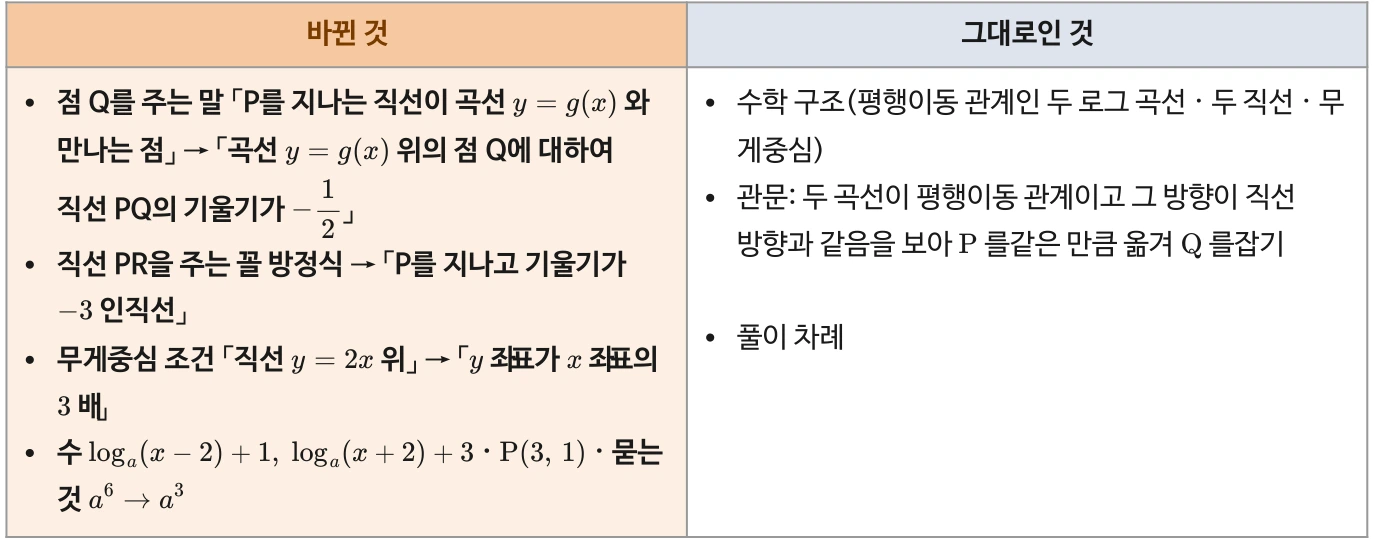 바뀐 것
그대로인 것
• 점 Q를 주는 말 「P를 지나는 직선이 곡선 y = g(x) 와
만나는 점」 → 「곡선 y = g(x) 위의 점 Q에 대하여
직선 PQ의 기울기가 −1/2」
• 직선 PR을 주는 꼴 방정식 → 「P를 지나고 기울기가
−3 인직선」
• 무게중심 조건 「직선 y = 2x 위」 → 「y 좌표가 x 좌표의
3 배」
• 수 logₐ(x − 2) + 1, logₐ(x + 2) + 3 · P(3, 1) · 묻는
것 a⁶ → a³
• 수학 구조(평행이동 관계인 두 로그 곡선 · 두 직선 · 무
게중심)
• 관문: 두 곡선이 평행이동 관계이고 그 방향이 직선
방향과 같음을 보아 P 를같은 만큼 옮겨 Q 를잡기
• 풀이 차례